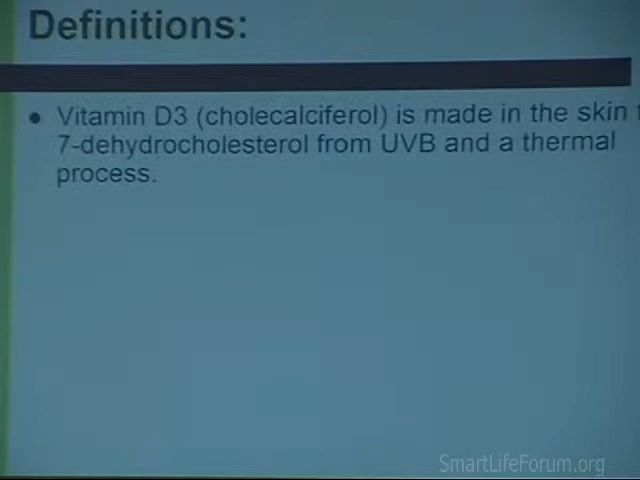 Definitions:
• Vitamin D3 (cholecalciferol) is made in the skin
7-dehydrocholesterol from UVB and a thermal
process.
SmartLifeForum.org